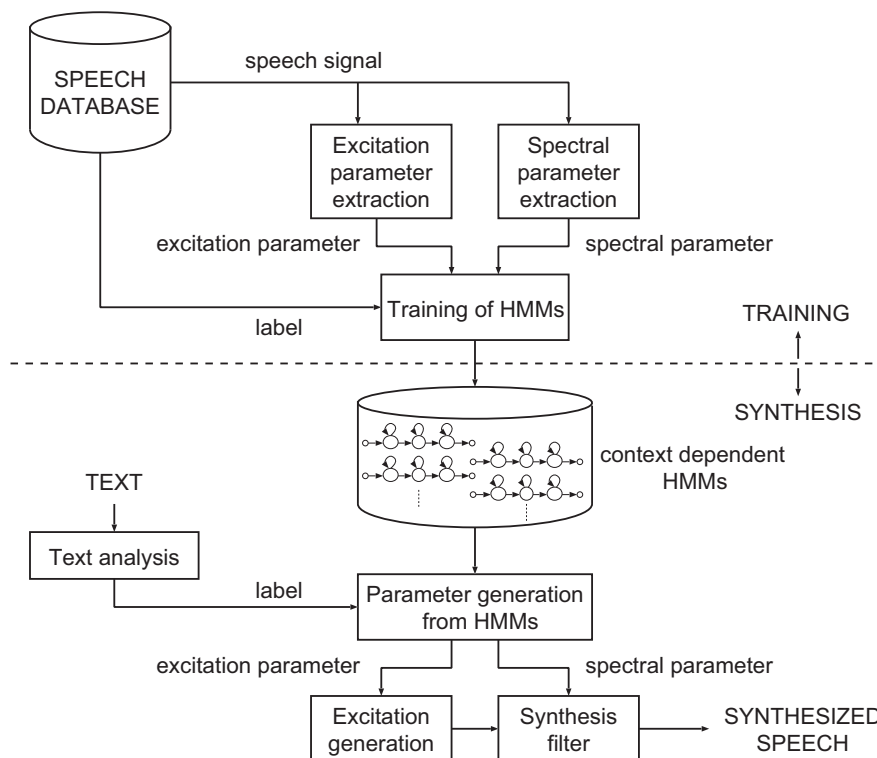 speech signal
SPEECH
DATABASE
Excitation
parameter
extraction
Spectral
parameter
extraction
excitation parameter
spectral parameter
Training of HMMs
label
TRAINING
SYNTHESIS
context dependent
HMMs
TEXT
Text analysis
label
Parameter generation
from HMMs
excitation parameter
spectral parameter
Excitation
generation
Synthesis
filter
SYNTHESIZED
SPEECH